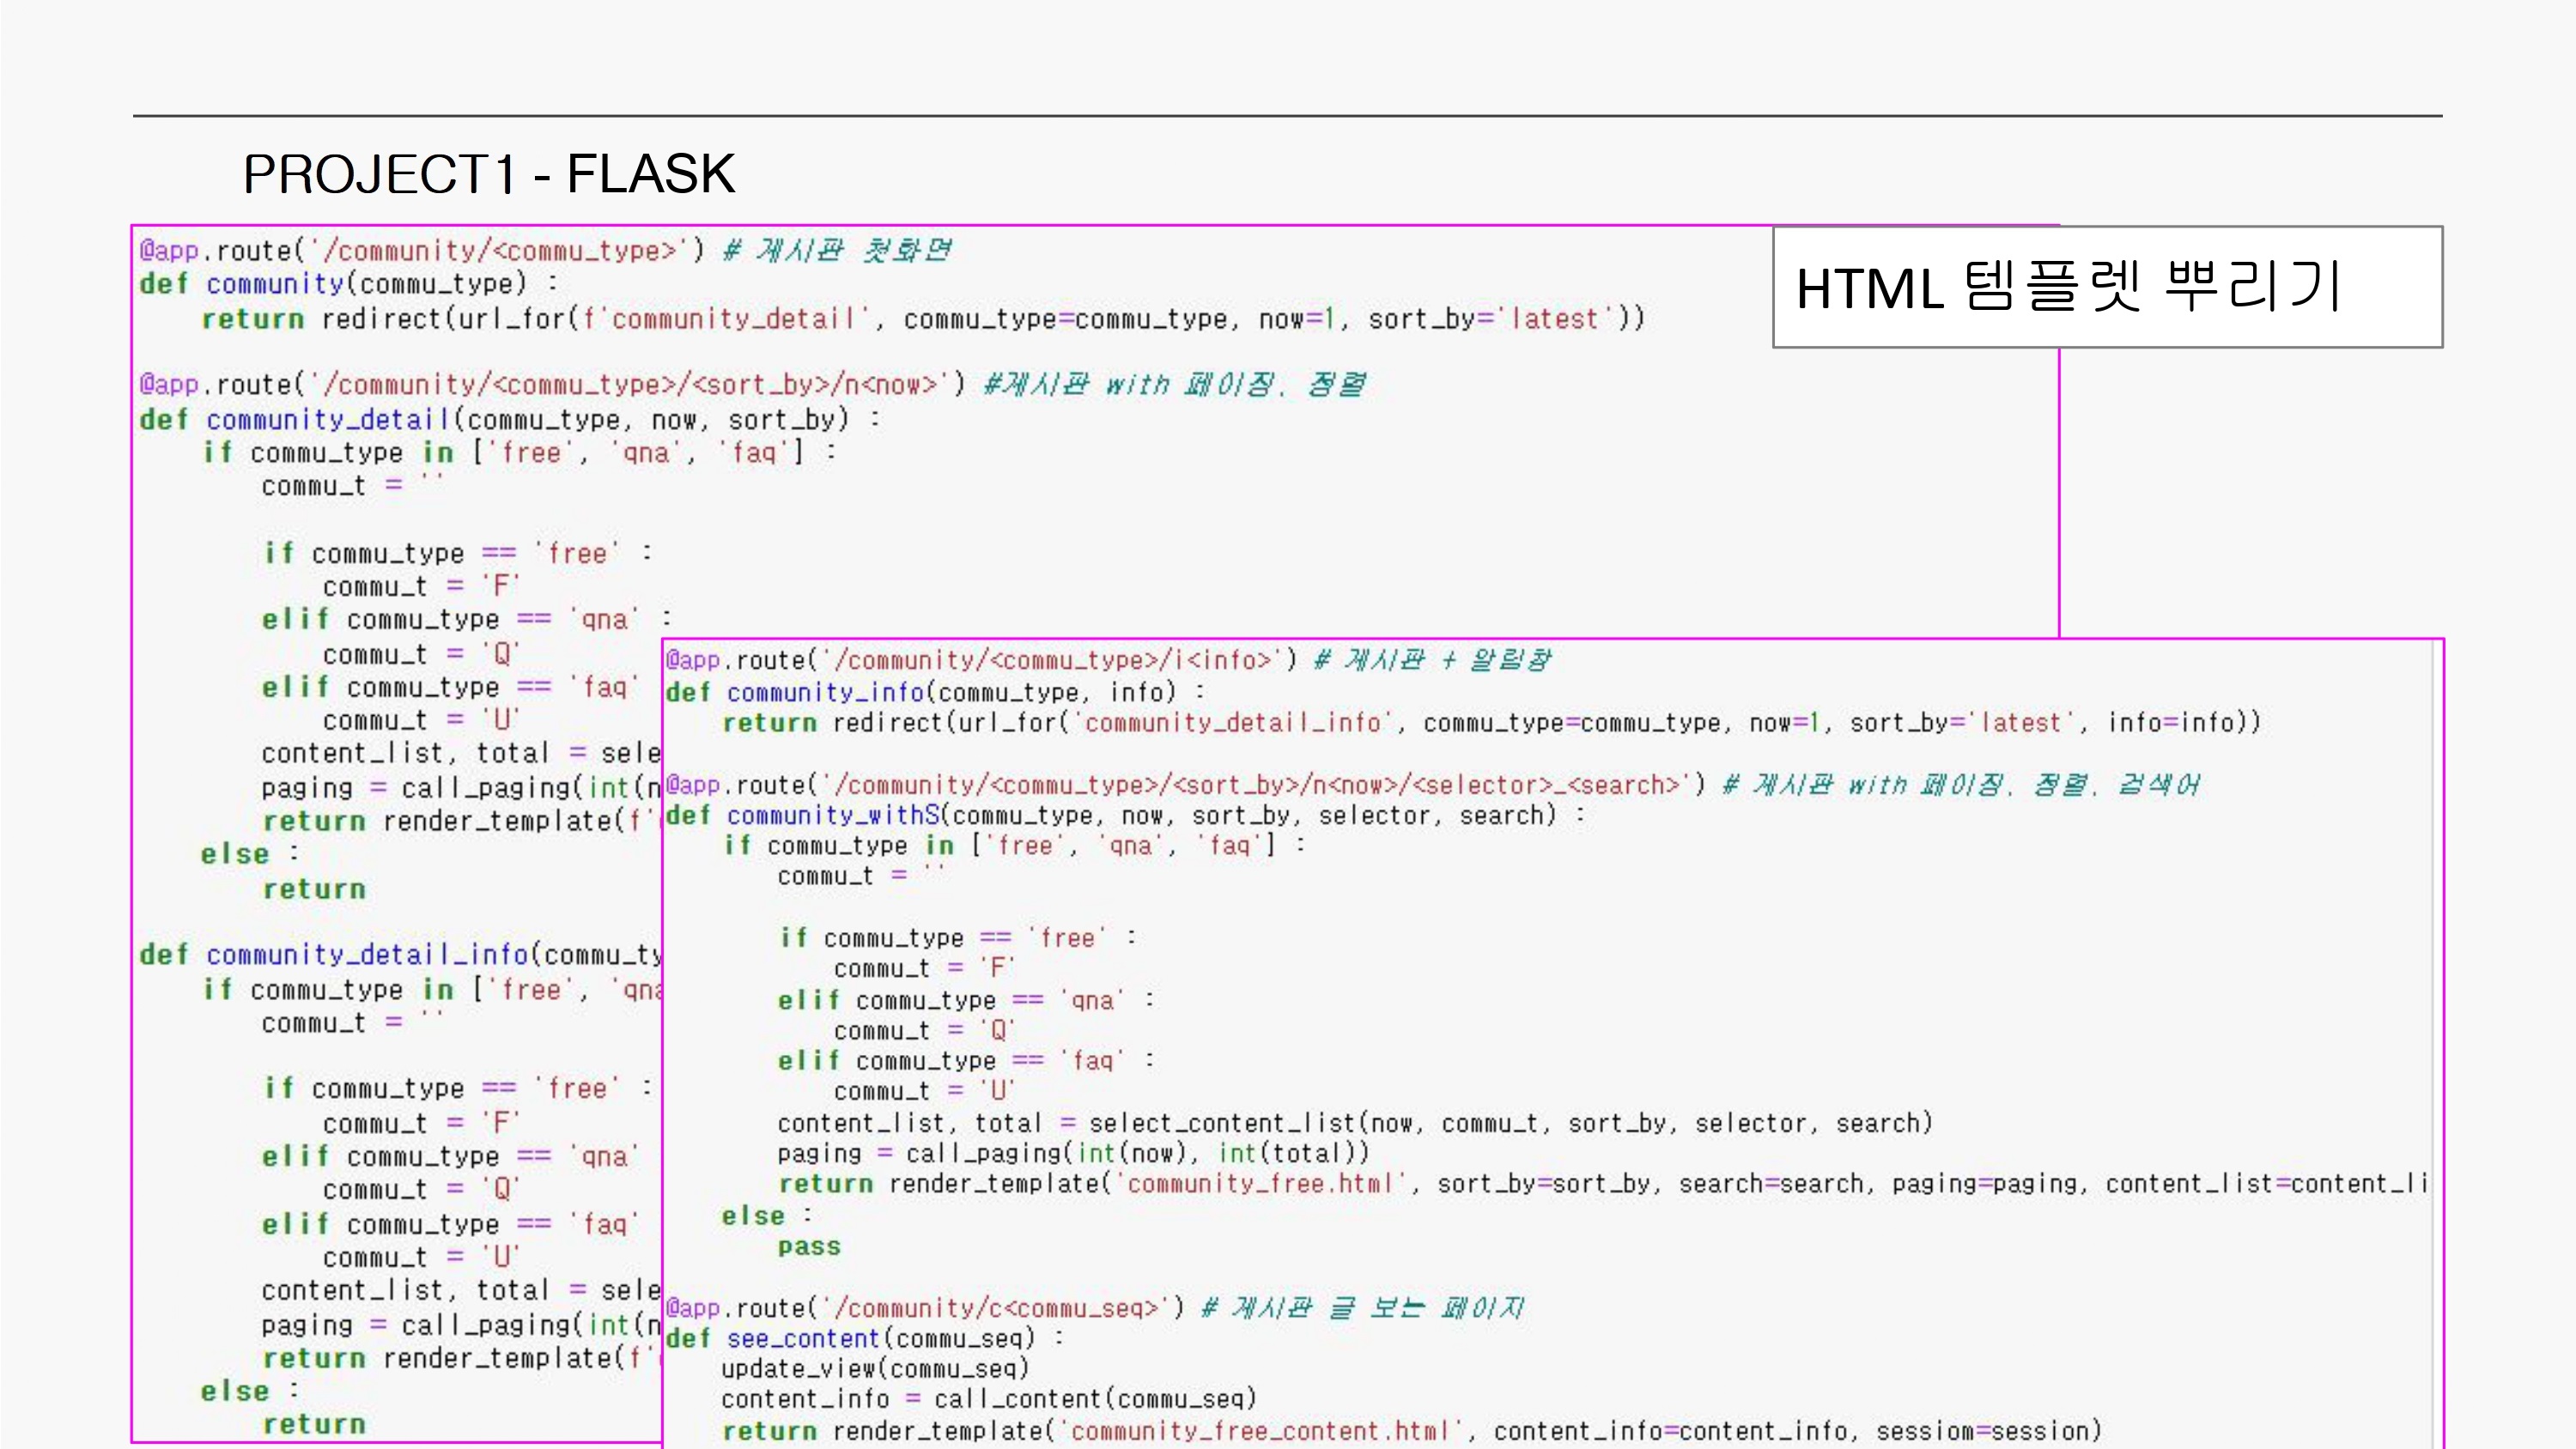 PROJECT1 - FLASK
HTML 템플렛 뿌리기
@app.route('/community/<commu_type>') # 게시판 첫화면
def community(commu_type) :
    return redirect(url_for(f'community_detail', commu_type=commu_type, now=1, sort_by='latest'))
@app.route('/community/<commu_type>/<sort_by>/n<now>') #게시판 with 페이징, 정렬
def community_detail(commu_type, now, sort_by) :
    if commu_type in ['free', 'qna', 'faq'] :
        commu_t = ''
        if commu_type == 'free' :
            commu_t = 'F'
        elif commu_type == 'qna' :
            commu_t = 'Q'
        elif commu_type == 'faq'
            commu_t = 'U'
        content_list, total = sele
        paging = call_paging(int(n
        return render_template(f'
    else :
        return
def community_detail_info(commu_ty
    if commu_type in ['free', 'qna
        commu_t = ''
        if commu_type == 'free' :
            commu_t = 'F'
        elif commu_type == 'qna'
            commu_t = 'Q'
        elif commu_type == 'faq'
            commu_t = 'U'
        content_list, total = sele
        paging = call_paging(int(n
        return render_template(f'
    else :
        return
@app.route('/community/<commu_type>/i<info>') # 게시판 + 알림창
def community_info(commu_type, info) :
    return redirect(url_for('community_detail_info', commu_type=commu_type, now=1, sort_by='latest', info=info))
@app.route('/community/<commu_type>/<sort_by>/n<now>/<selector>_<search>') # 게시판 with 페이징, 정렬, 검색어
def community_withS(commu_type, now, sort_by, selector, search) :
    if commu_type in ['free', 'qna', 'faq'] :
        commu_t = ''
        if commu_type == 'free' :
            commu_t = 'F'
        elif commu_type == 'qna' :
            commu_t = 'Q'
        elif commu_type == 'faq' :
            commu_t = 'U'
        content_list, total = select_content_list(now, commu_t, sort_by, selector, search)
        paging = call_paging(int(now), int(total))
        return render_template('community_free.html', sort_by=sort_by, search=search, paging=paging, content_list=content_li
    else :
        pass
@app.route('/community/c<commu_seq>') # 게시판 글 보는 페이지
def see_content(commu_seq) :
    update_view(commu_seq)
    content_info = call_content(commu_seq)
    return render_template('community_free_content.html', content_info=content_info, sessiom=session)